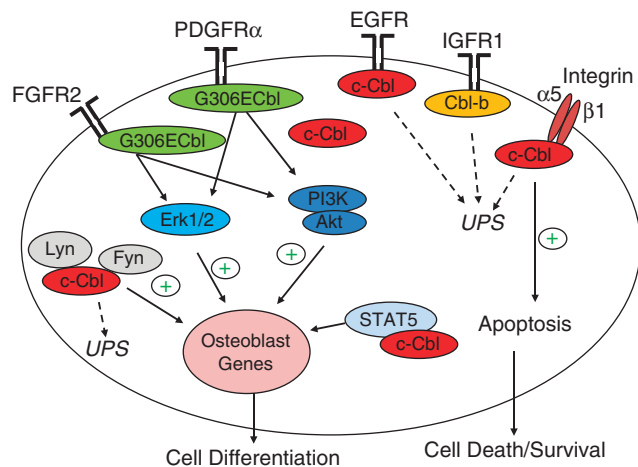 EGFR
PDGFRα
IGFR1
Integrin
FGFR2
α5
β1
c-Cbl
G306ECbl
Cbl-b
c-Cbl
G306ECbl
c-Cbl
PI3K
Akt
Erk1/2
UPS
Lyn
Fyn
+
+
+
c-Cbl
+
STAT5
Apoptosis
c-Cbl
UPS
Osteoblast
Genes
Cell Differentiation
Cell Death/Survival